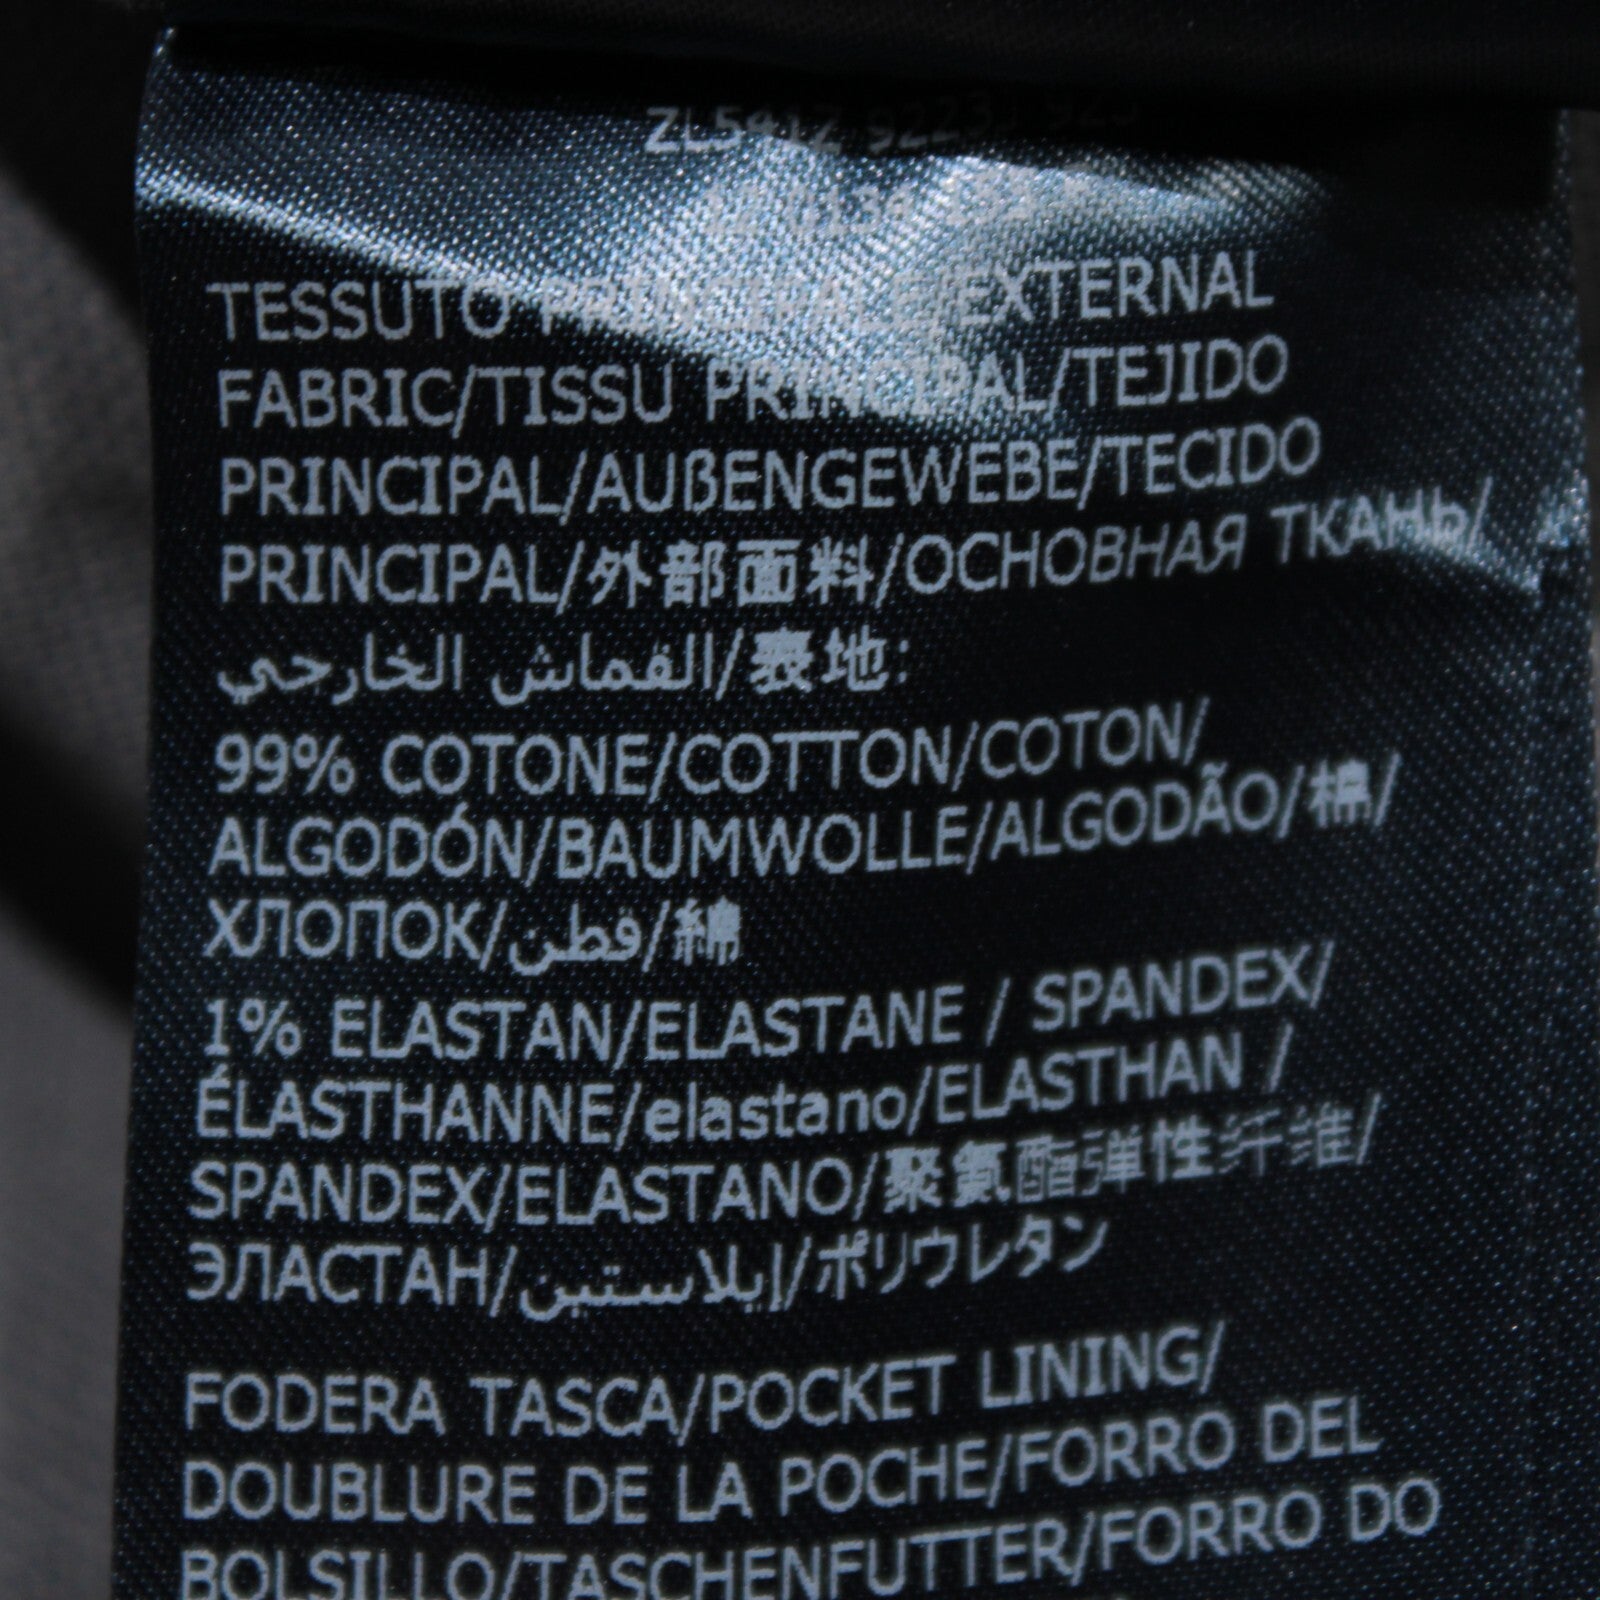 TESSUTO PRINCIPALE/EXTERNAL
FABRIC/TISSU PRINCIPAL/TEJIDO
PRINCIPAL/AUßENGEWEBE/TECIDO
PRINCIPAL/外部面料/ОСНОВНАЯ ТКАНЬ/
القماش الخارجي/表地:
99% COTONE/COTTON/COTON/
ALGODÓN/BAUMWOLLE/ALGODÃO/棉/
ХЛОПОК/قطن/綿
1% ELASTAN/ELASTANE / SPANDEX/
ÉLASTHANNE/elastano/ELASTHAN /
SPANDEX/ELASTANO/聚氨酯弹性纤维/
ЭЛАСТАН/إيلاستين/ポリウレタン
FODERA TASCA/POCKET LINING/
DOUBLURE DE LA POCHE/FORRO DEL
BOLSILLO/TASCHENFUTTER/FORRO DO